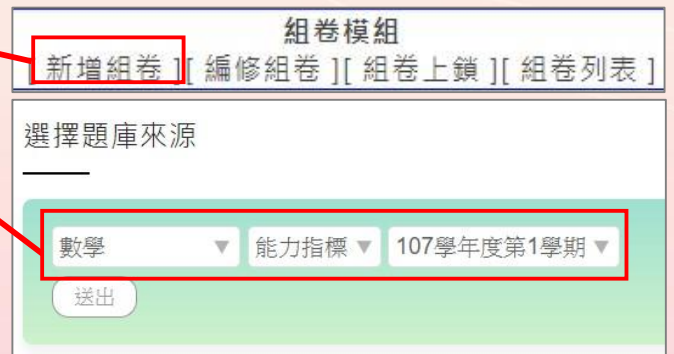 組卷模組
[ 新增組卷 ][ 編修組卷 ][ 組卷上鎖 ][ 組卷列表 ]
選擇題庫來源
數學 ▼ 能力指標 ▼ 107學年度第1學期 ▼
送出